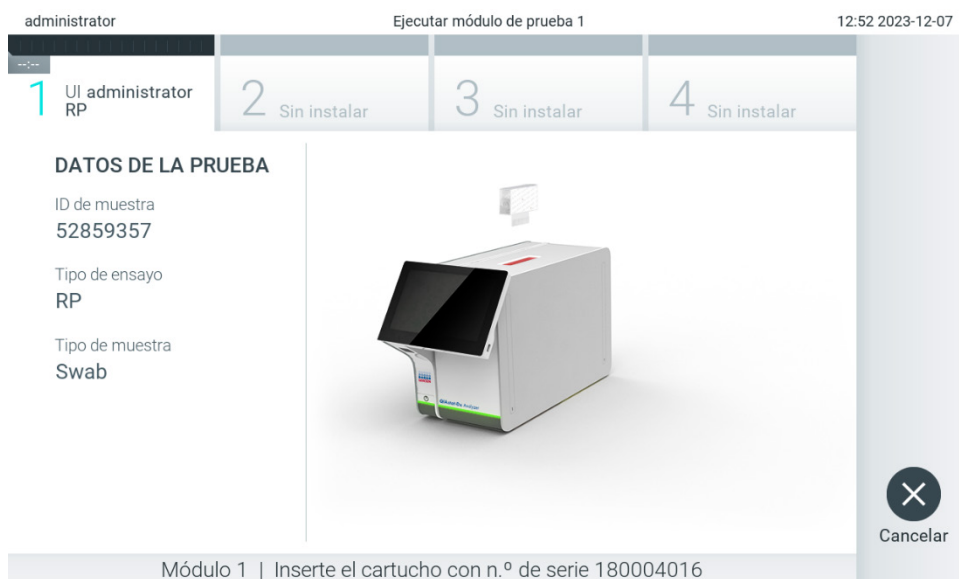 administrator
Ejecutar módulo de prueba 1
12:52 2023-12-07
--:--
1 UI administrator
RP
2 Sin instalar
3 Sin instalar
4 Sin instalar
DATOS DE LA PRUEBA
ID de muestra
52859357
Tipo de ensayo
RP
Tipo de muestra
Swab
Cancelar
Módulo 1 | Inserte el cartucho con n.º de serie 180004016